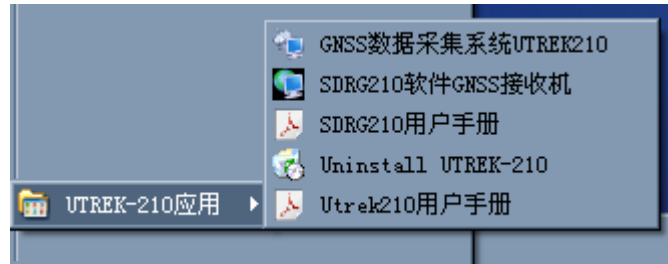 GNSS数据采集系统UTREK210
SDRG210软件GNSS接收机
SDRG210用户手册
Uninstall UTREK-210
UTREK-210应用
Utrek210用户手册